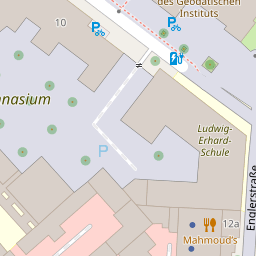 des Geodätischen
Instituts
10
nasium
P
Ludwig-
Erhard-
Schule
Englerstraße
12a
Mahmoud's